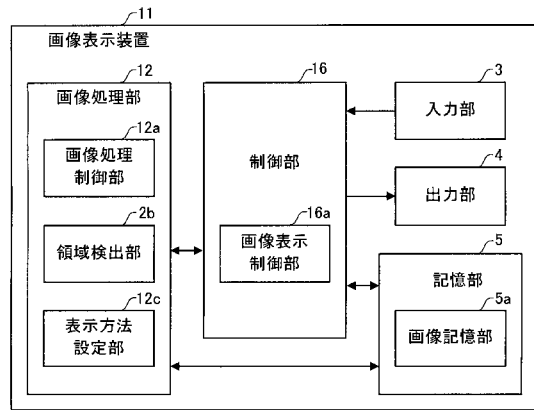 11
画像表示装置
12
画像処理部
12a
画像処理
制御部
2b
領域検出部
12c
表示方法
設定部
16
制御部
16a
画像表示
制御部
3
入力部
4
出力部
5
記憶部
5a
画像記憶部